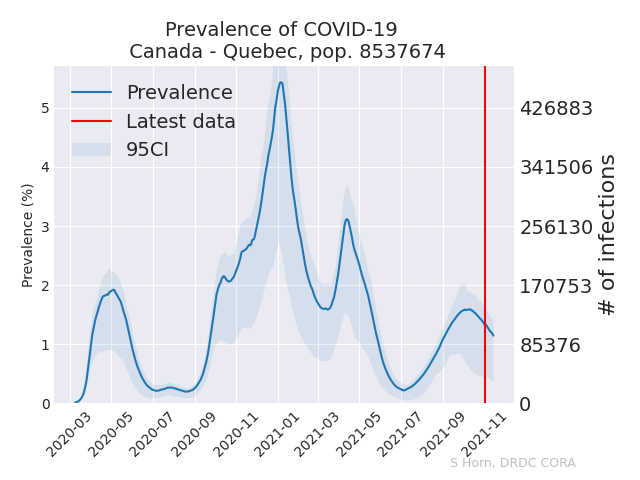 Prevalence of COVID-19
Canada - Quebec, pop. 8537674
Prevalence
Latest data
95CI
5
4
3
2
1
0
Prevalence (%)
426883
341506
256130
170753
85376
0
# of infections
2020-03
2020-05
2020-07
2020-09
2020-11
2021-01
2021-03
2021-05
2021-07
2021-09
2021-11
S Horn, DRDC CORA